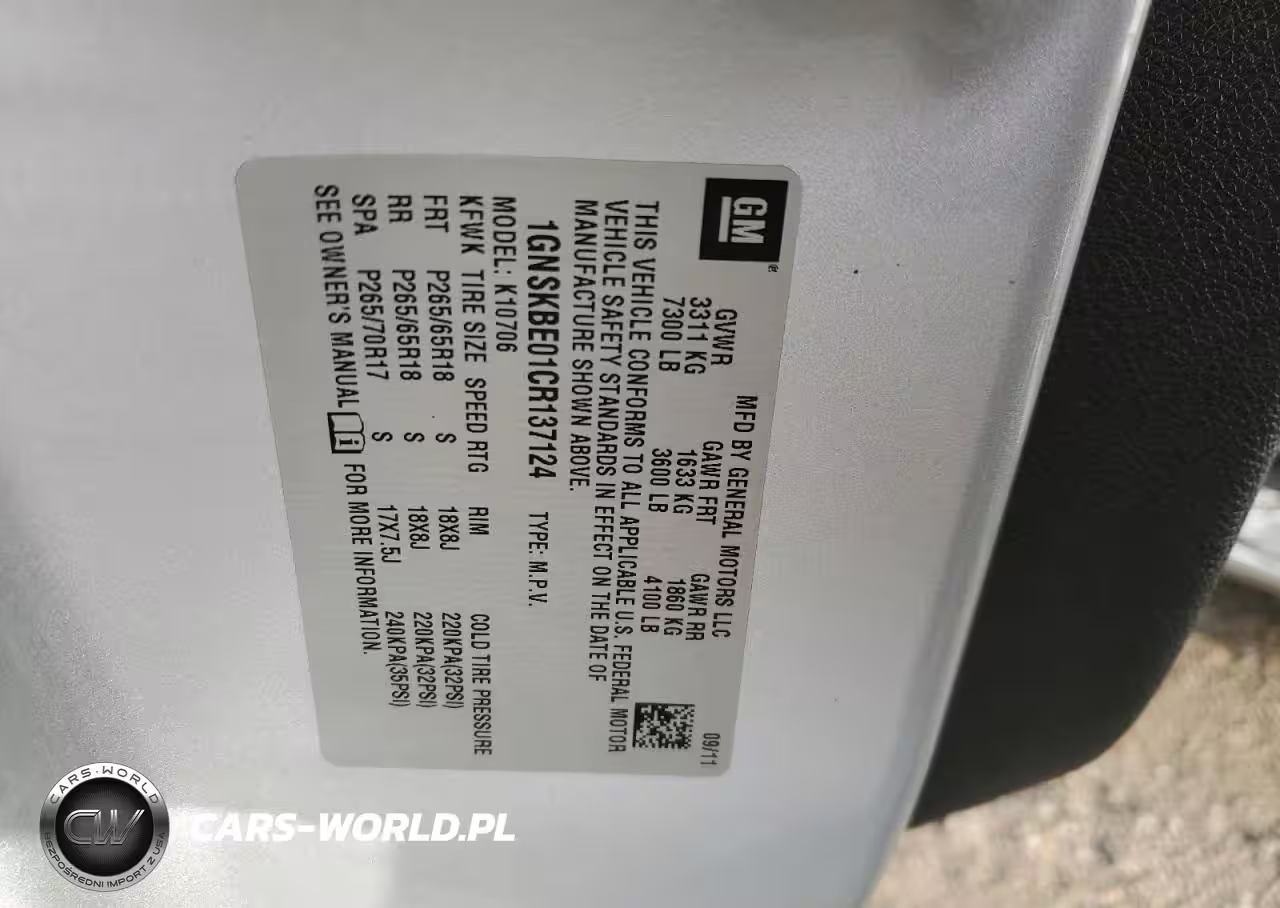 GM
MFD BY GENERAL MOTORS LLC 09/11
GVWR GAWR FRT GAWR RR
3311 KG 1633 KG 1860 KG
7300 LB 3600 LB 4100 LB
THIS VEHICLE CONFORMS TO ALL APPLICABLE U.S. FEDERAL MOTOR
VEHICLE SAFETY STANDARDS IN EFFECT ON THE DATE OF
MANUFACTURE SHOWN ABOVE.
1GNSKBE01CR137124 TYPE: M.P.V.
MODEL: K10706
KFWK TIRE SIZE SPEED RTG RIM COLD TIRE PRESSURE
FRT P265/65R18 S 18X8J 220KPA(32PSI)
RR P265/65R18 S 18X8J 220KPA(32PSI)
SPA P265/70R17 S 17X7.5J 240KPA(35PSI)
SEE OWNER'S MANUAL i FOR MORE INFORMATION.
CARS-WORLD
CW
BEZPOŚREDNI IMPORT Z USA
CARS-WORLD.PL